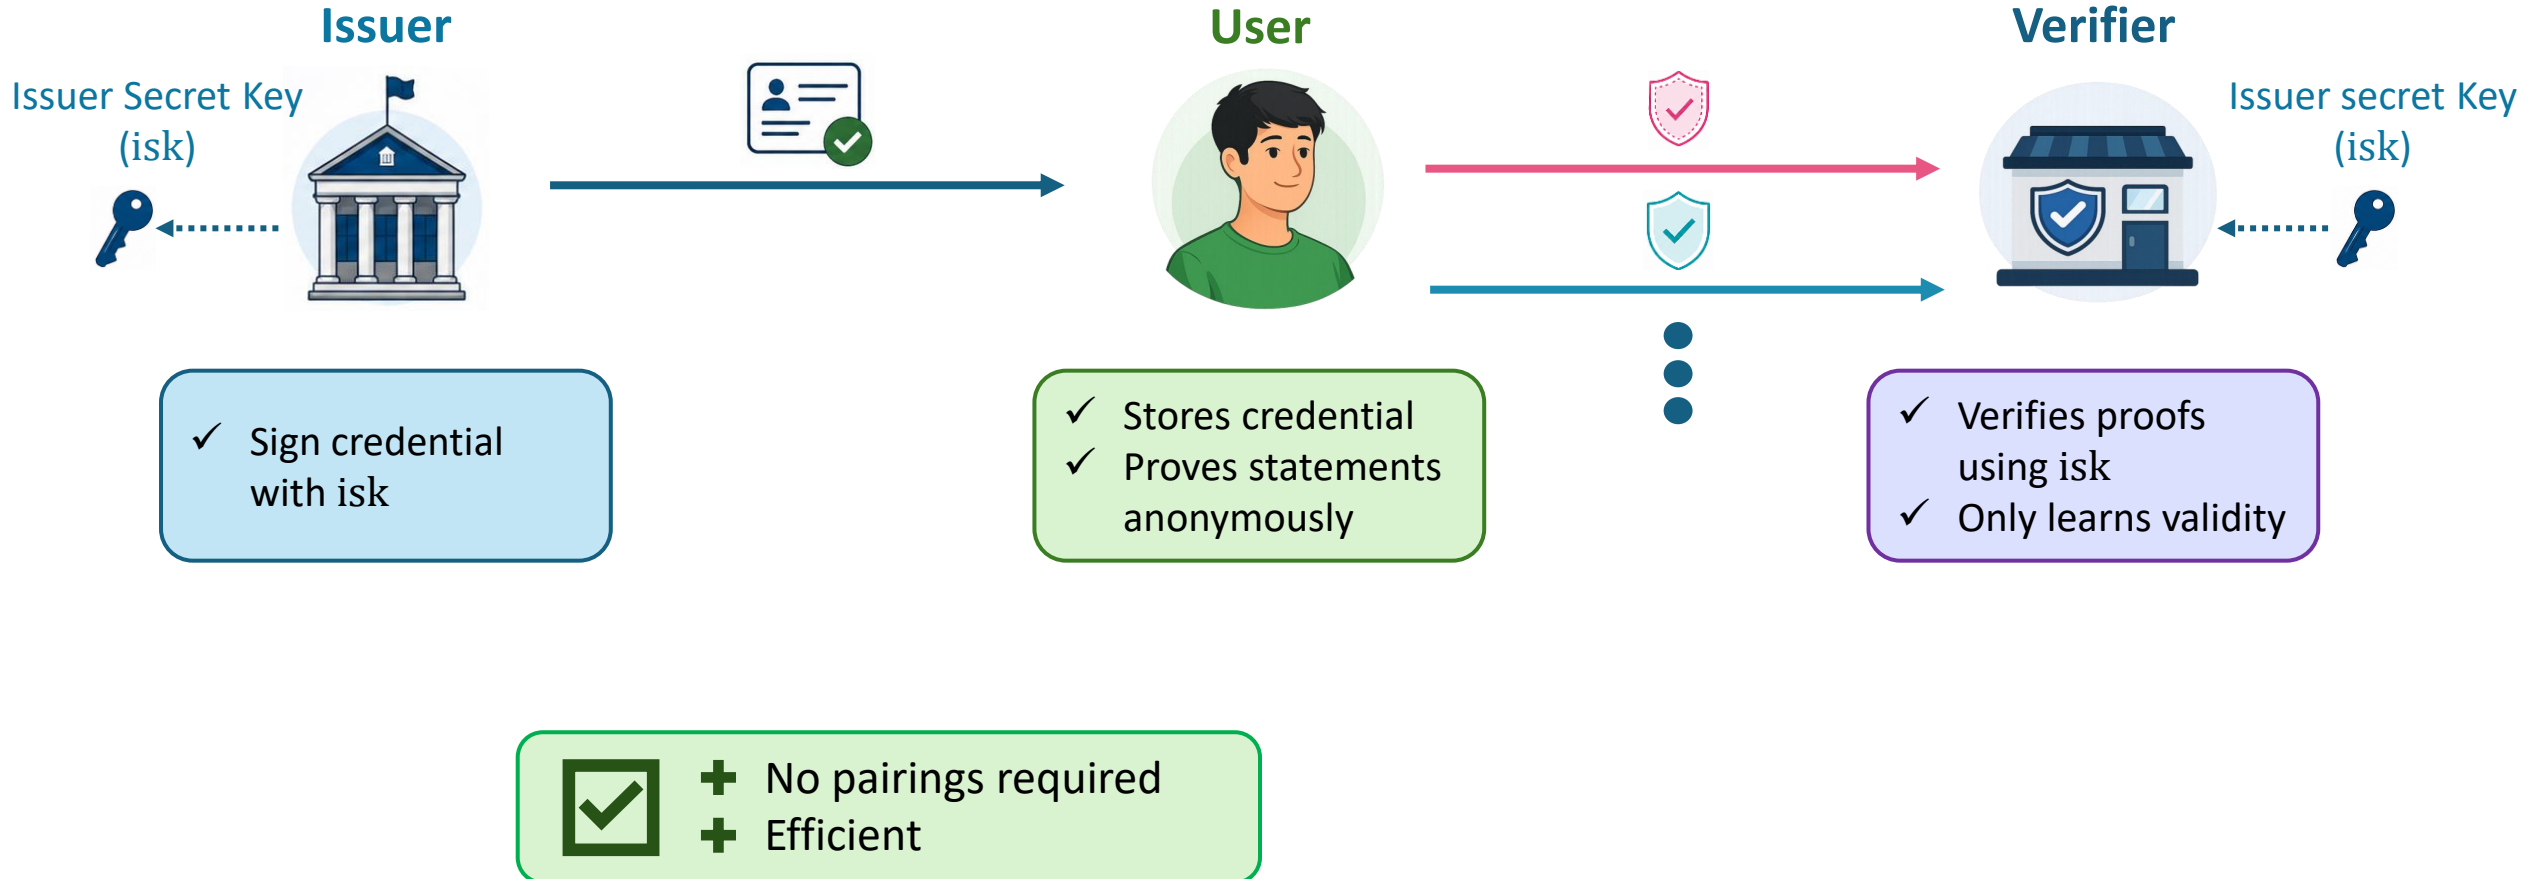 Issuer
User
Verifier
Issuer Secret Key
(isk)
Issuer secret Key
(isk)
✓ Sign credential
with isk
✓ Stores credential
✓ Proves statements
anonymously
✓ Verifies proofs
using isk
✓ Only learns validity
+ No pairings required
+ Efficient